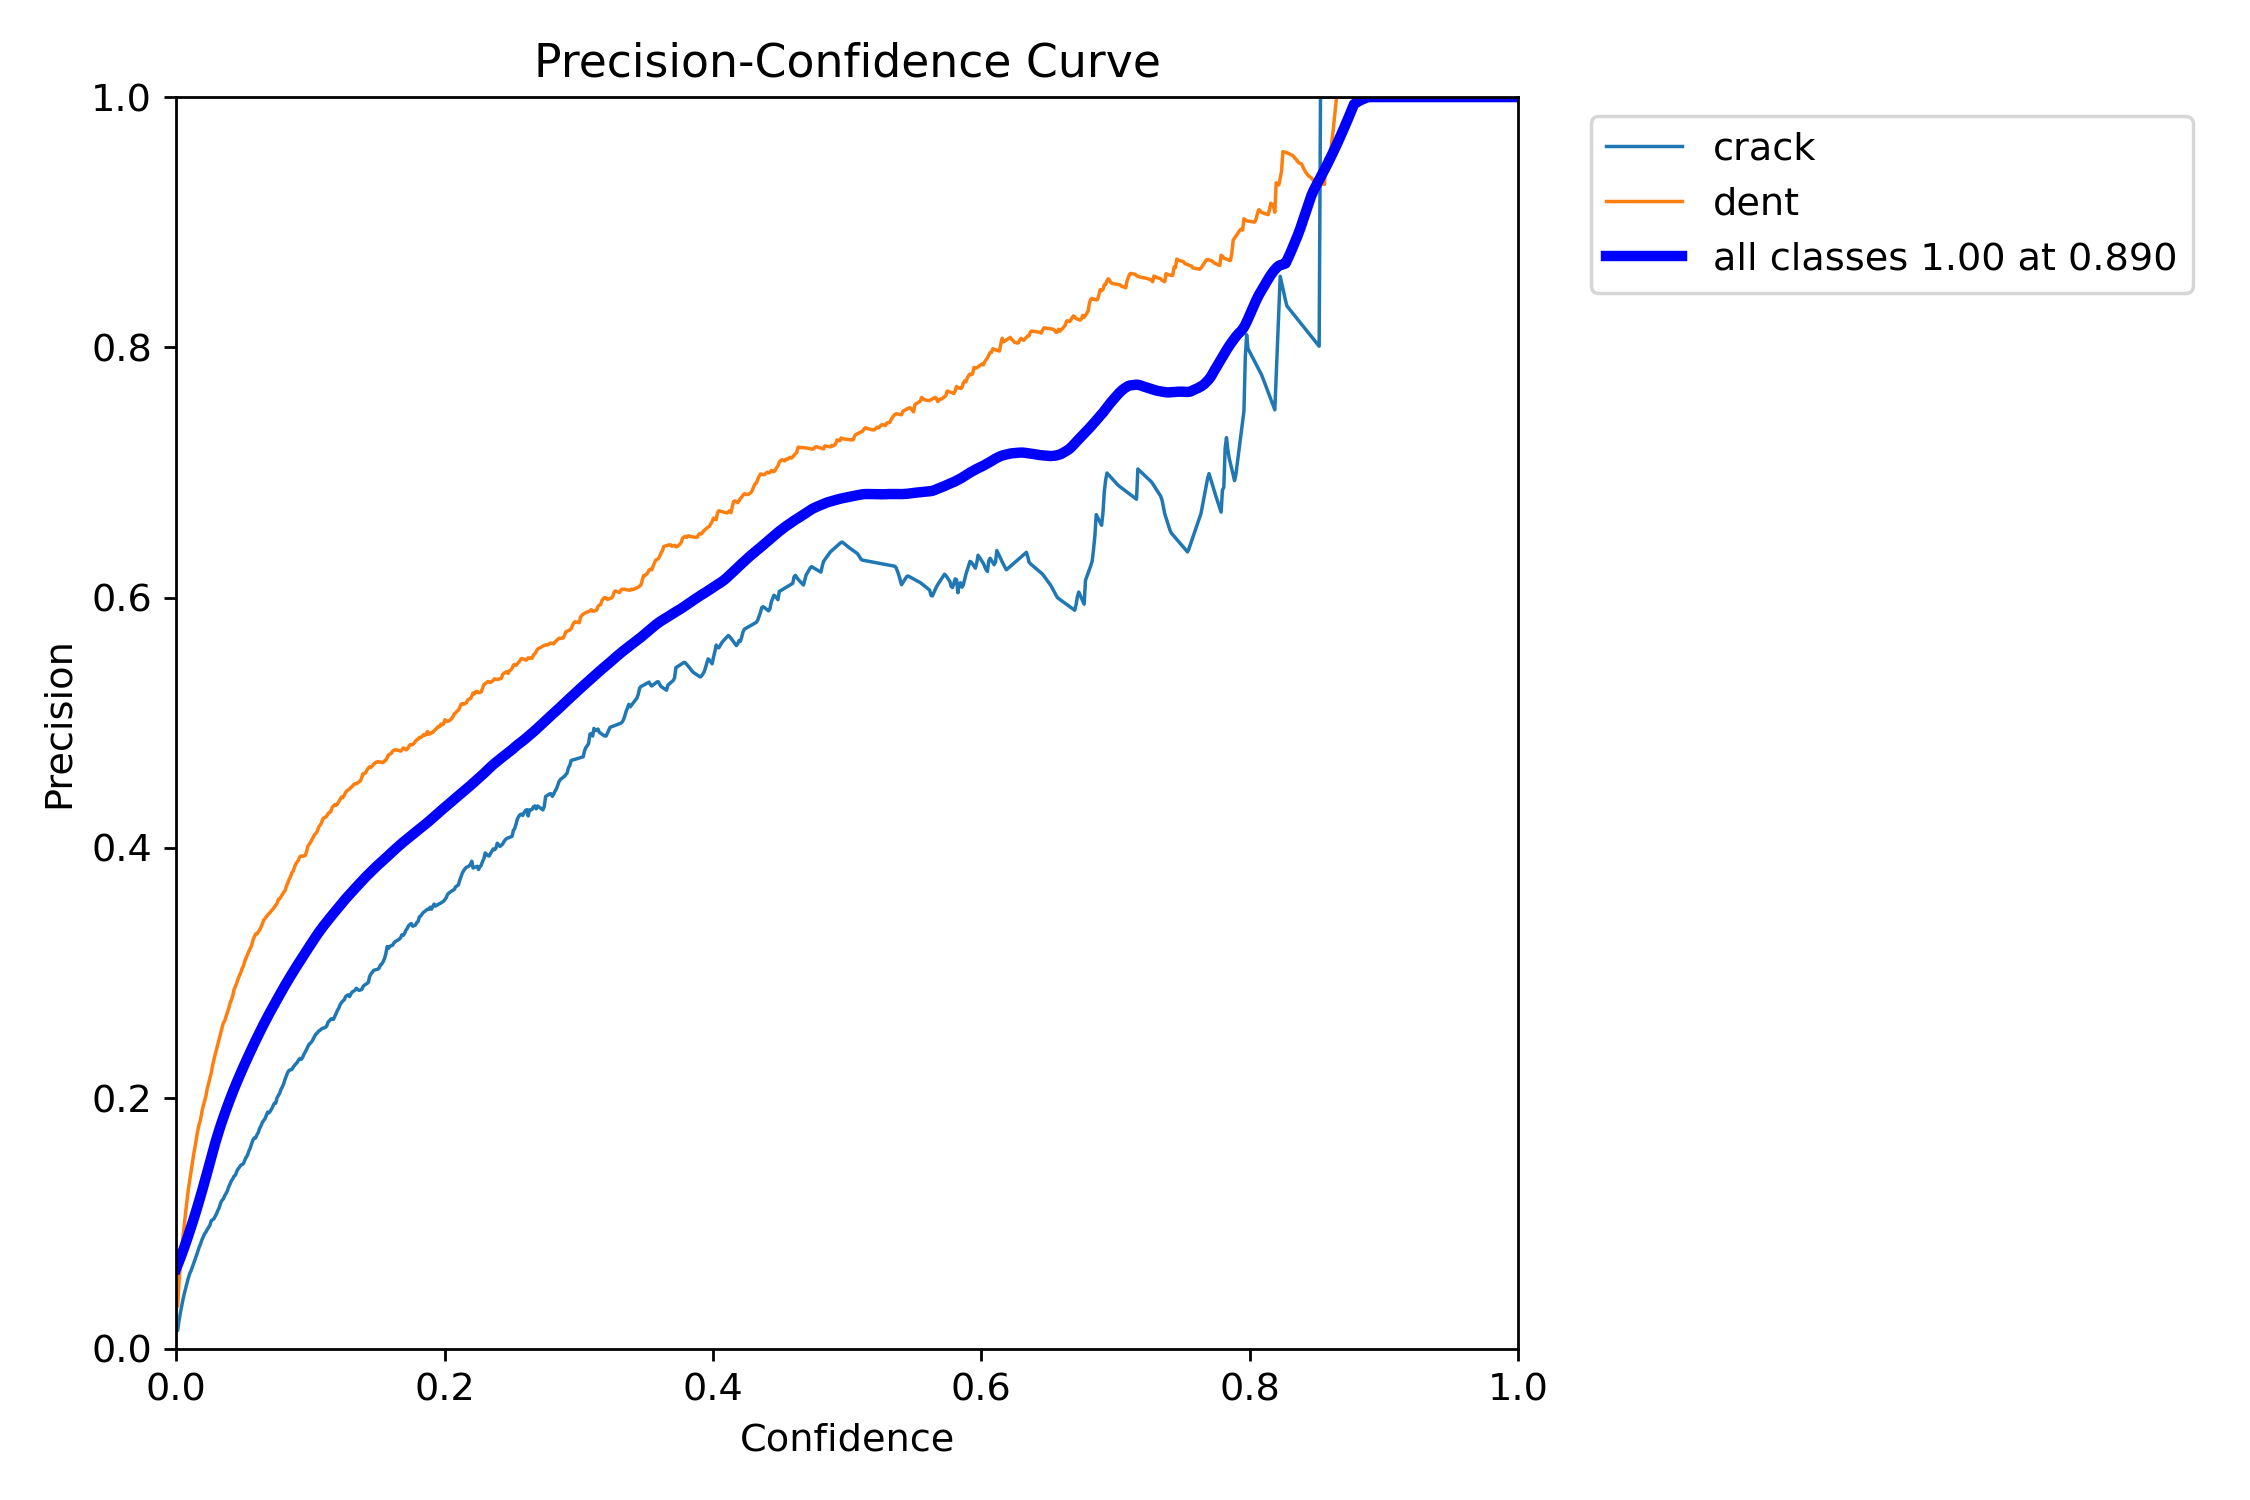 Precision-Confidence Curve
1.0
0.8
0.6
0.4
0.2
0.0
Precision
0.0 0.2 0.4 0.6 0.8 1.0
Confidence
crack
dent
all classes 1.00 at 0.890